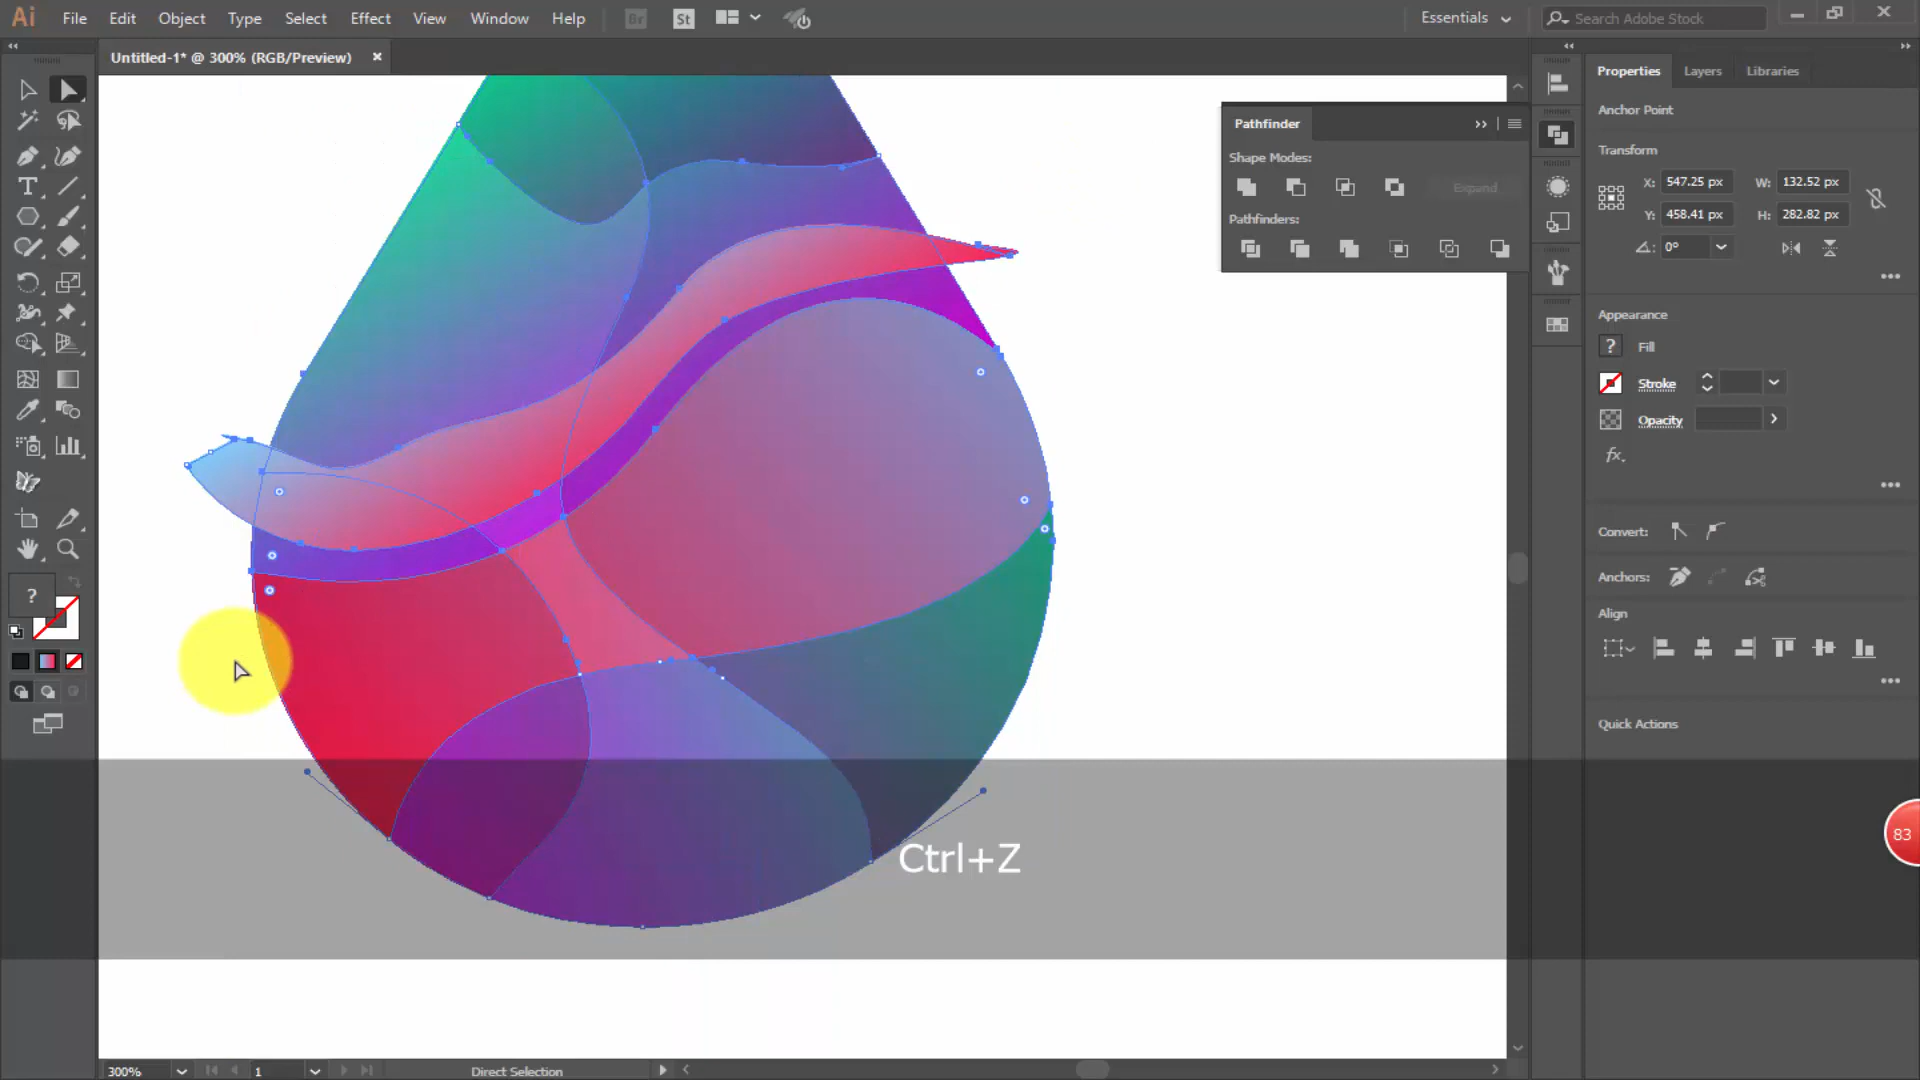 Ai File Edit Object Type Select Effect View Window Help Br St Essentials Search Adobe Stock
Untitled-1* @ 300% (RGB/Preview)
Pathfinder
Shape Modes:
Expand
Pathfinders:
Properties Layers Libraries
Anchor Point
Transform
X: 547.25 px W: 132.52 px
Y: 458.41 px H: 282.82 px
0°
Appearance
? Fill
Stroke
Opacity
fx.
Convert:
Anchors:
Align
Quick Actions
T
?
Ctrl+Z
83
300% 1 Direct Selection